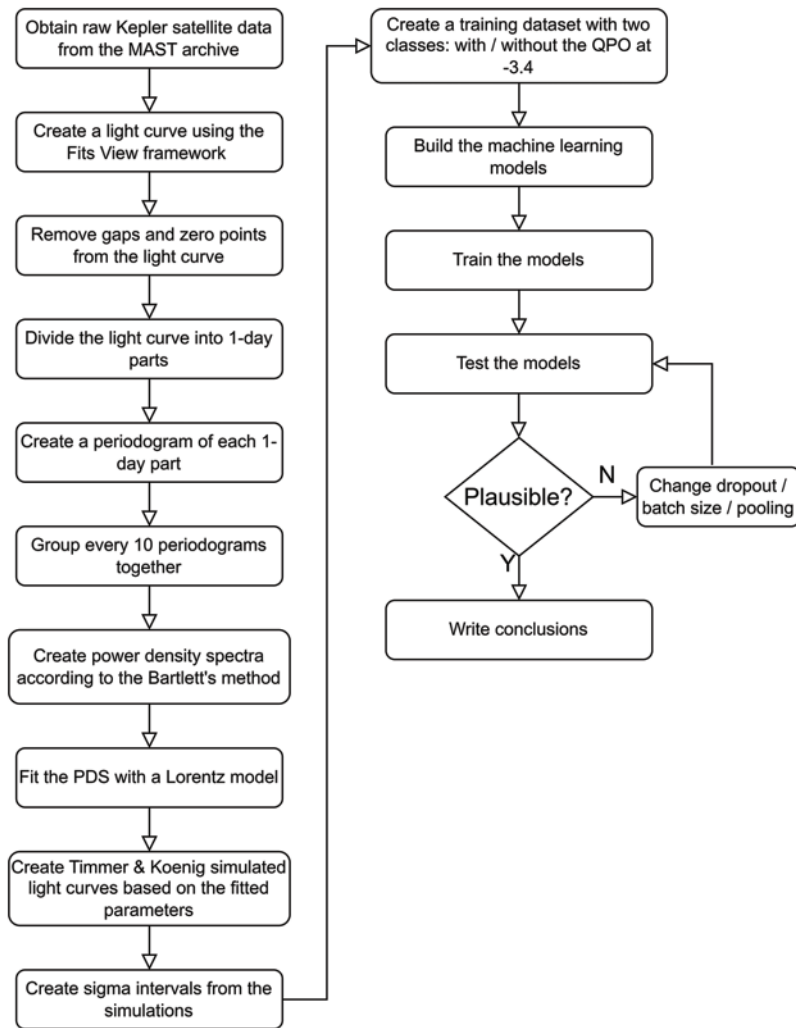 Obtain raw Kepler satellite data
from the MAST archive
Create a light curve using the
Fits View framework
Remove gaps and zero points
from the light curve
Divide the light curve into 1-day
parts
Create a periodogram of each 1-
day part
Group every 10 periodograms
together
Create power density spectra
according to the Bartlett's method
Fit the PDS with a Lorentz model
Create Timmer & Koenig simulated
light curves based on the fitted
parameters
Create sigma intervals from the
simulations
Create a training dataset with two
classes: with / without the QPO at
-3.4
Build the machine learning
models
Train the models
Test the models
Plausible?
N
Change dropout /
batch size / pooling
Y
Write conclusions